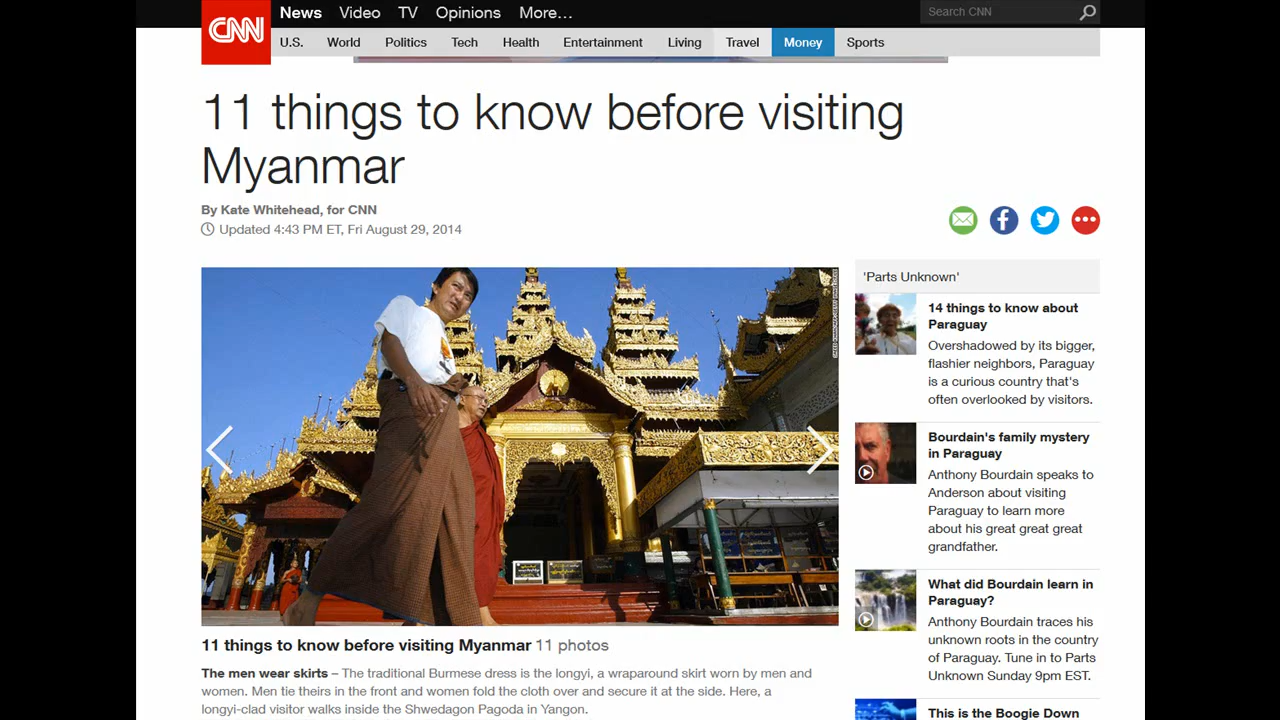 CNN
News Video TV Opinions More...
Search CNN
U.S. World Politics Tech Health Entertainment Living Travel Money Sports
11 things to know before visiting
Myanmar
By Kate Whitehead, for CNN
Updated 4:43 PM ET, Fri August 29, 2014
11 things to know before visiting Myanmar 11 photos
The men wear skirts – The traditional Burmese dress is the longyi, a wraparound skirt worn by men and
women. Men tie theirs in the front and women fold the cloth over and secure it at the side. Here, a
longyi-clad visitor walks inside the Shwedagon Pagoda in Yangon.
'Parts Unknown'
14 things to know about
Paraguay
Overshadowed by its bigger,
flashier neighbors, Paraguay
is a curious country that's
often overlooked by visitors.
Bourdain's family mystery
in Paraguay
Anthony Bourdain speaks to
Anderson about visiting
Paraguay to learn more
about his great great great
grandfather.
What did Bourdain learn in
Paraguay?
Anthony Bourdain traces his
unknown roots in the country
of Paraguay. Tune in to Parts
Unknown Sunday 9pm EST.
This is the Boogie Down